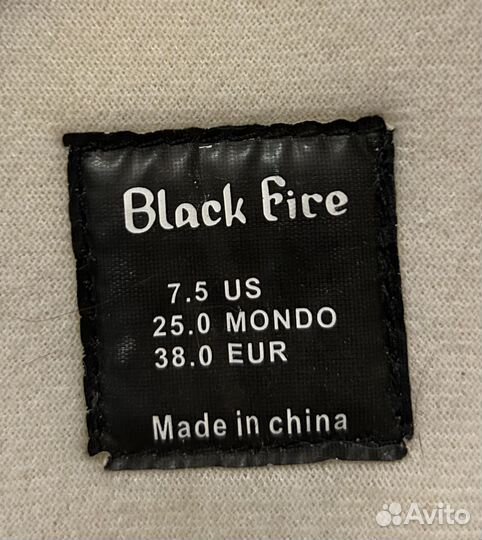 Black Fire
7.5 US
25.0 MONDO
38.0 EUR
Made in china
Avito